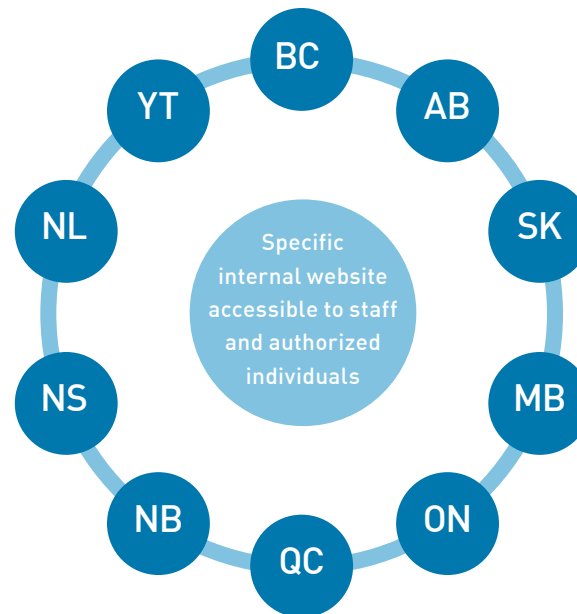 BC
YT
AB
NL
SK
Specific
internal website
accessible to staff
and authorized
individuals
NS
MB
NB
ON
QC